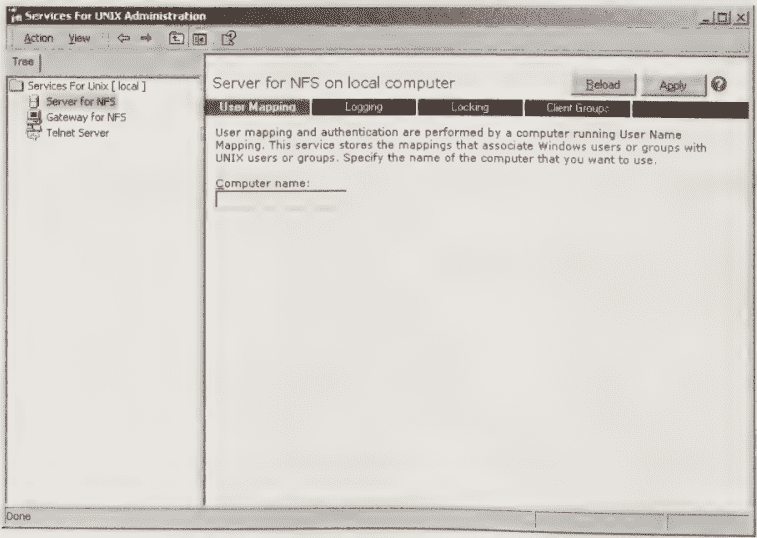 Services For UNIX Administration
Action View
Tree
Services For Unix [ local ]
Server for NFS
Gateway for NFS
Telnet Server
Server for NFS on local computer
Reload Apply
User Mapping Logging Locking Client Groups
User mapping and authentication are performed by a computer running User Name
Mapping. This service stores the mappings that associate Windows users or groups with
UNIX users or groups. Specify the name of the computer that you want to use.
Computer name:
Done